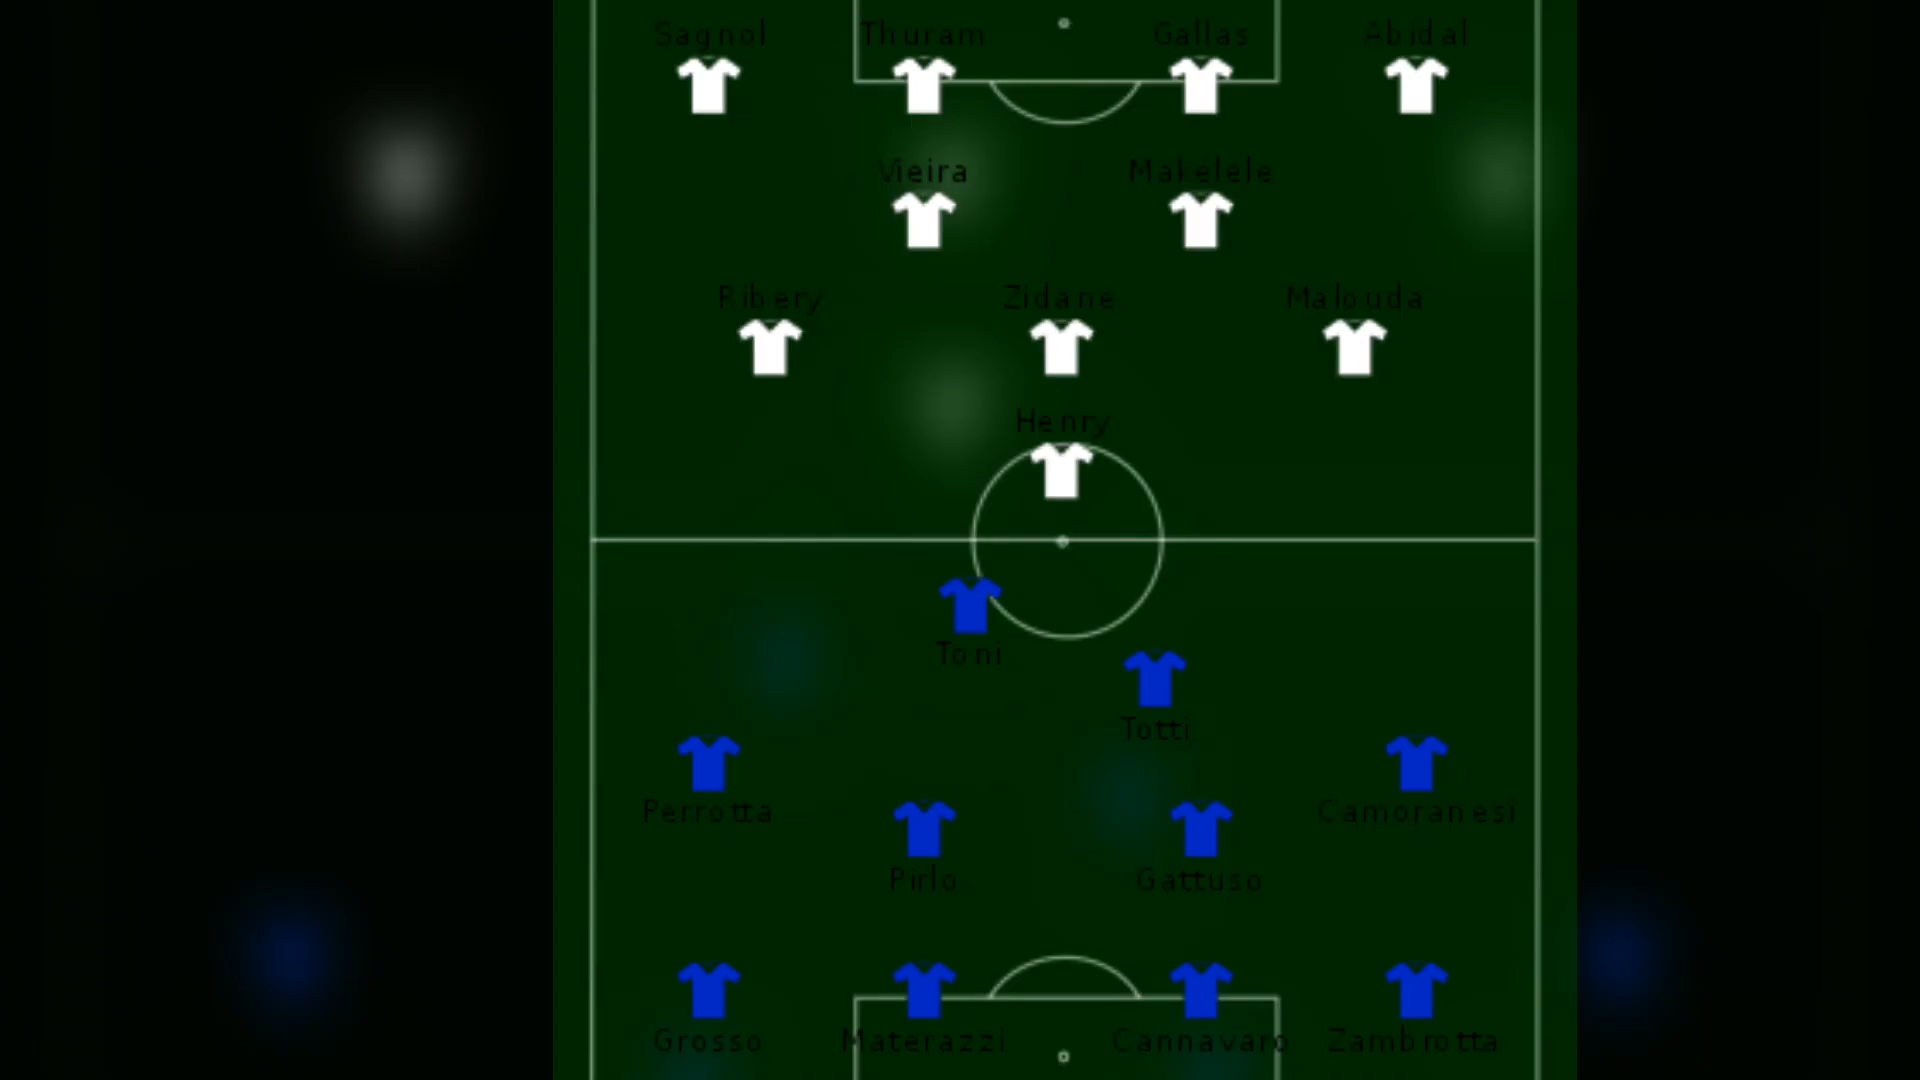 Sagnol Thuram Gallas Abidal
Vieira Makelele
Ribery Zidane Malouda
Henry
Toni
Totti
Perrotta Camoranesi
Pirlo Gattuso
Grosso Materazzi Cannavaro Zambrotta